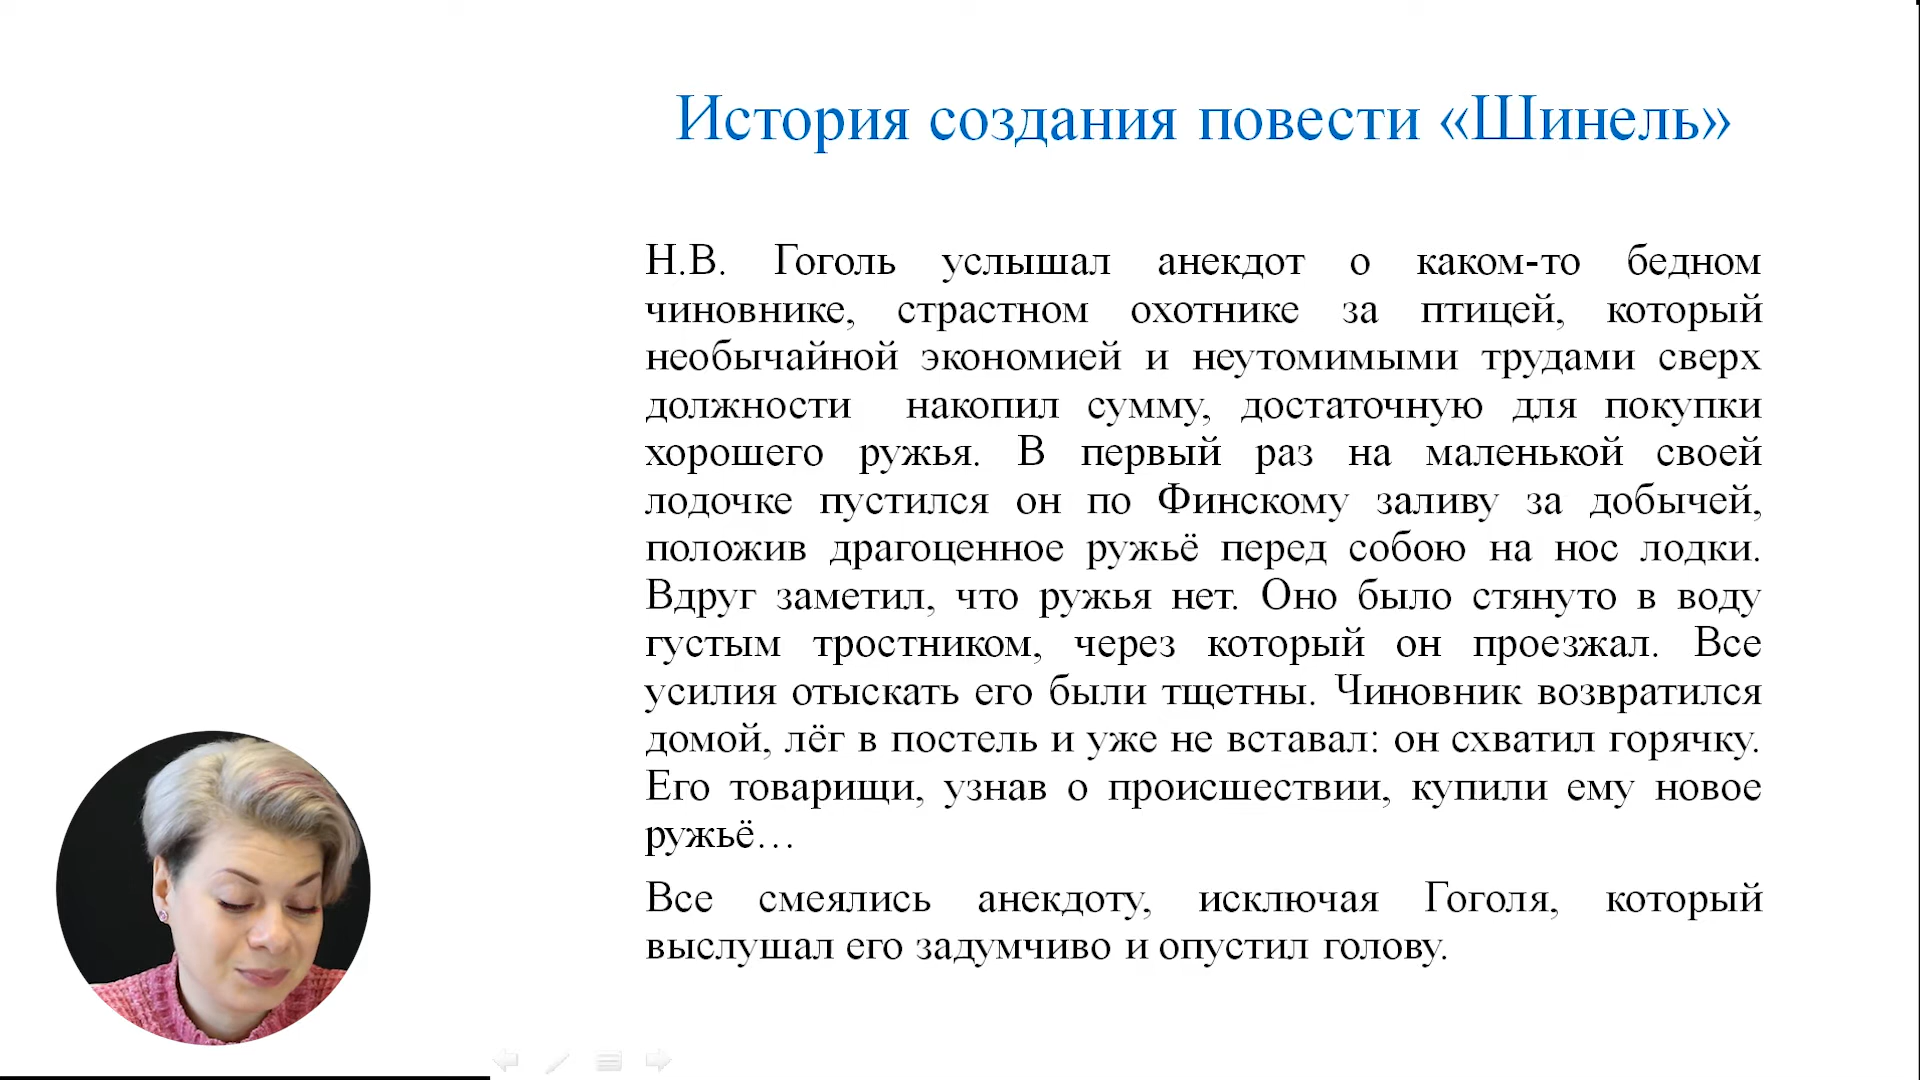 История создания повести «Шинель»
Н.В. Гоголь услышал анекдот о каком-то бедном
чиновнике, страстном охотнике за птицей, который
необычайной экономией и неутомимыми трудами сверх
должности накопил сумму, достаточную для покупки
хорошего ружья. В первый раз на маленькой своей
лодочке пустился он по Финскому заливу за добычей,
положив драгоценное ружьё перед собою на нос лодки.
Вдруг заметил, что ружья нет. Оно было стянуто в воду
густым тростником, через который он проезжал. Все
усилия отыскать его были тщетны. Чиновник возвратился
домой, лёг в постель и уже не вставал: он схватил горячку.
Его товарищи, узнав о происшествии, купили ему новое
ружьё…
Все смеялись анекдоту, исключая Гоголя, который
выслушал его задумчиво и опустил голову.